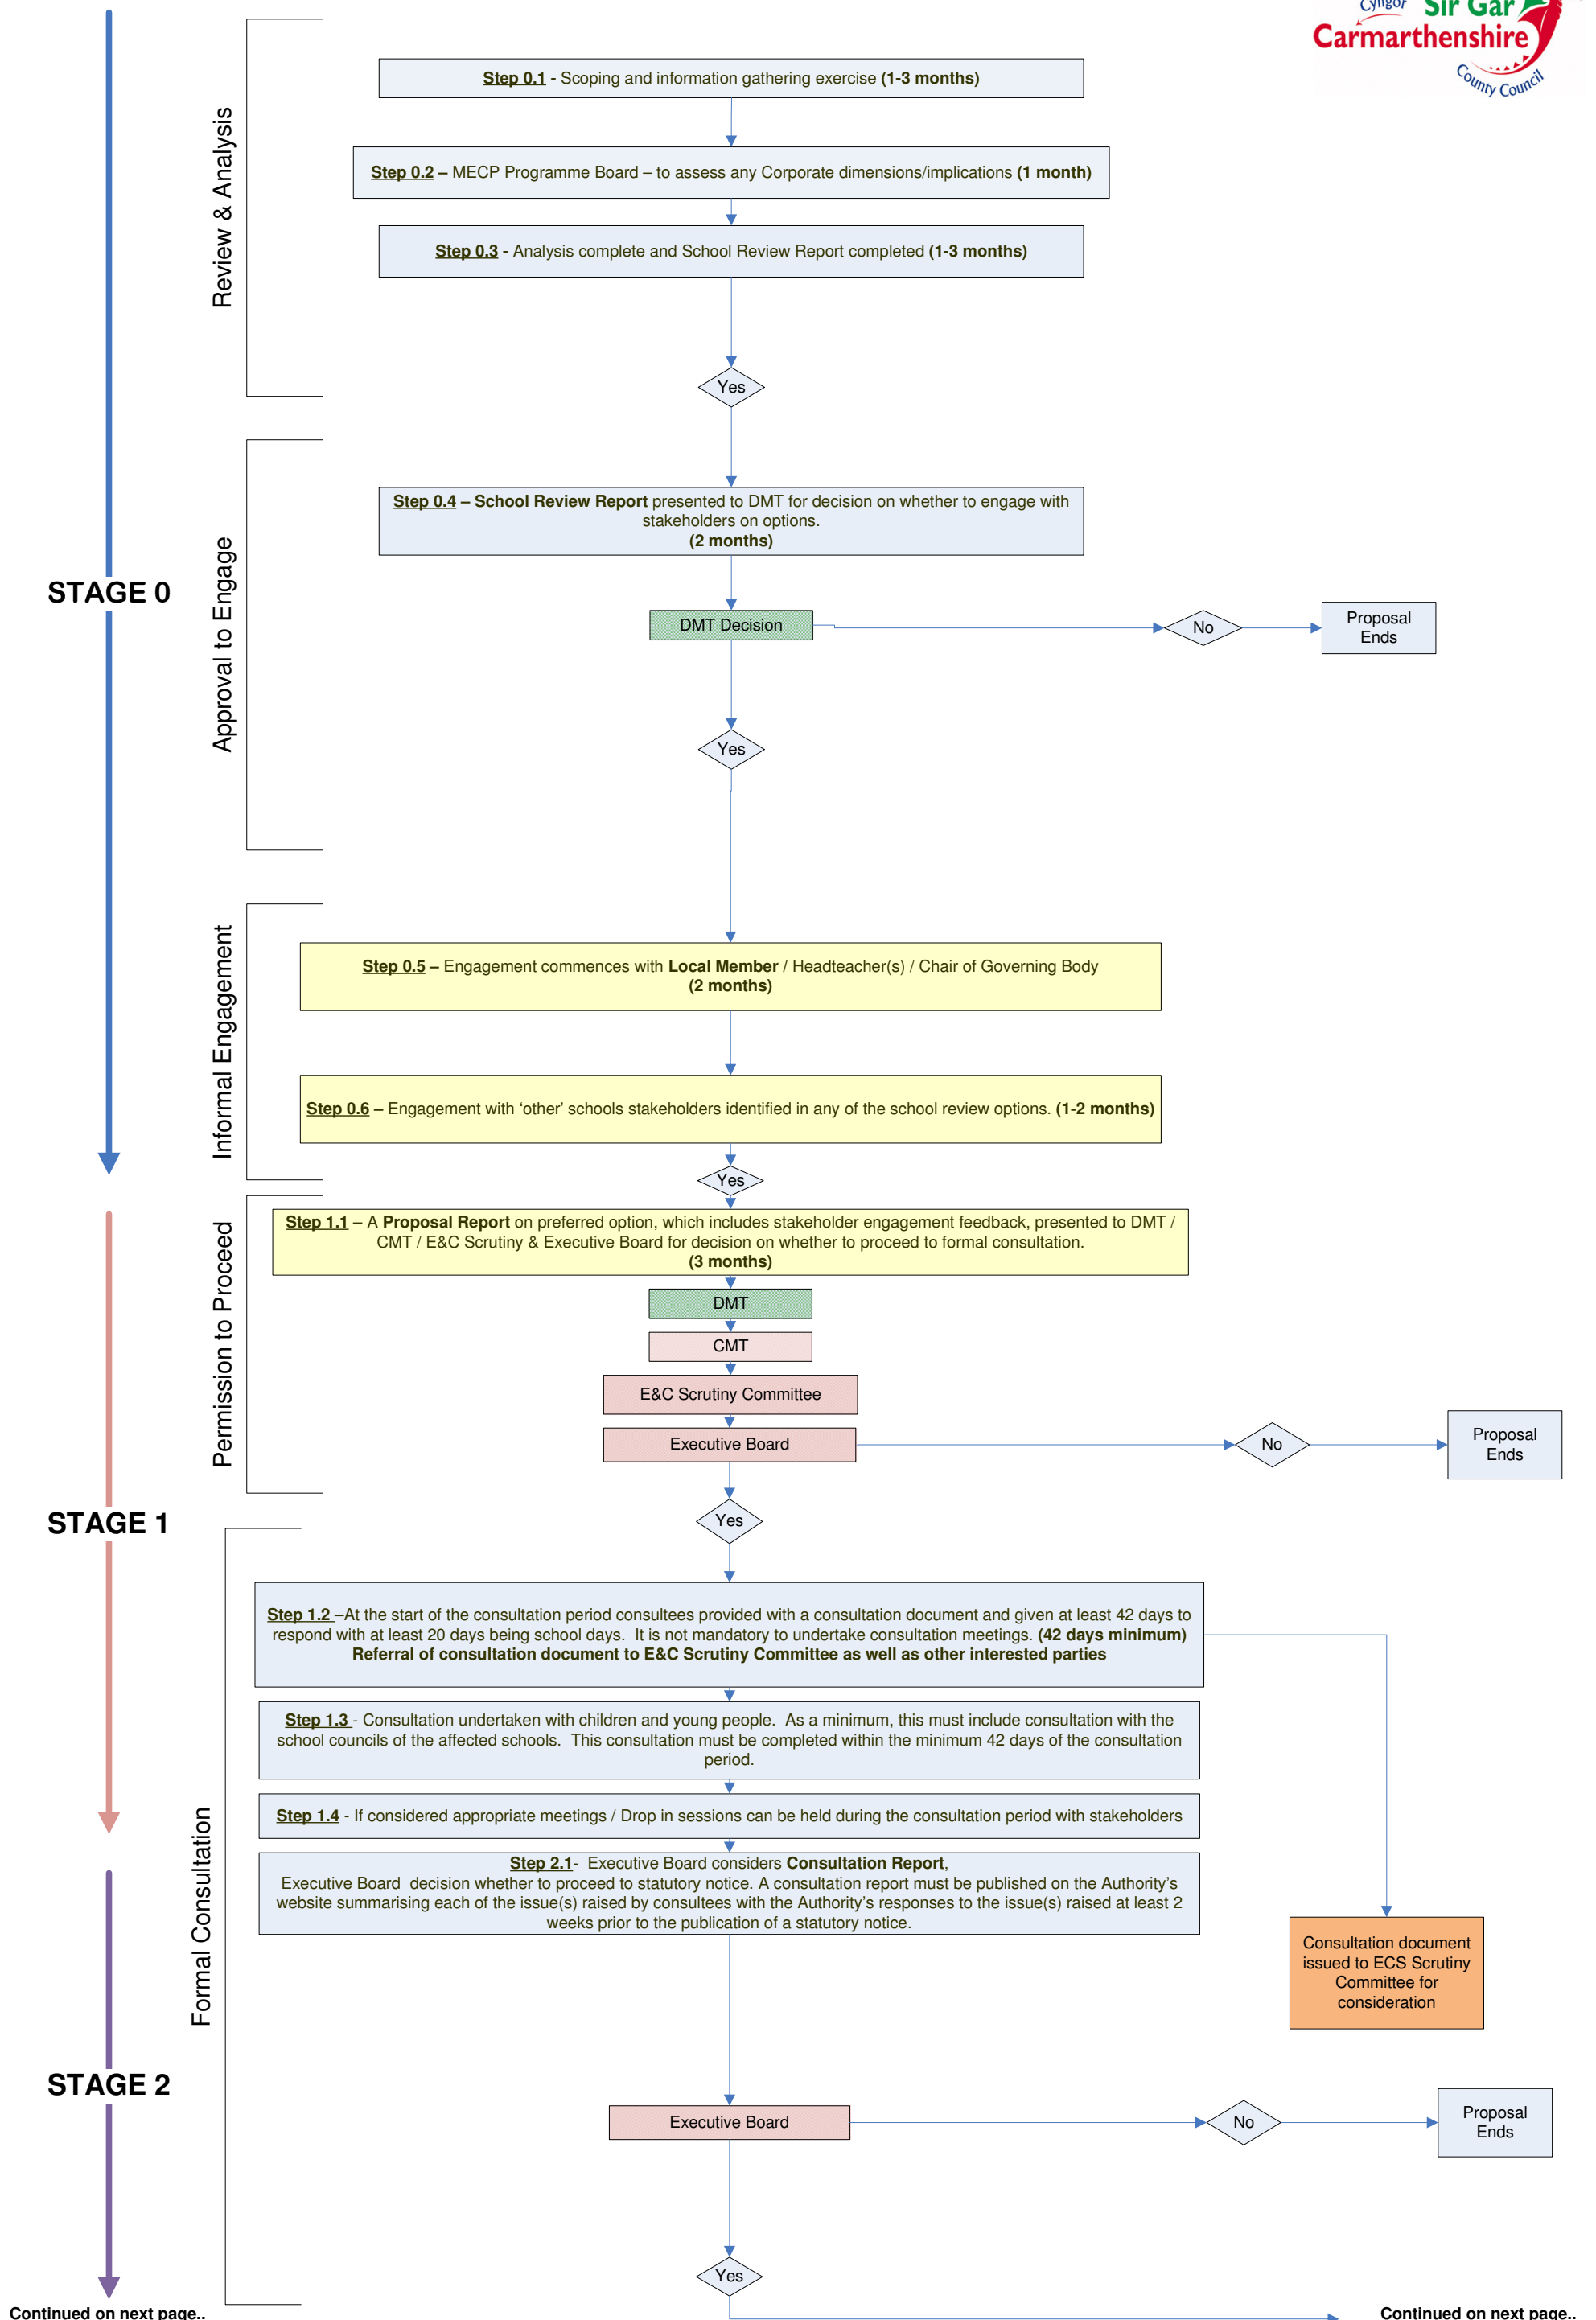 Cyngor Sir Gar
Carmarthenshire
County Council
Review & Analysis
Step 0.1 - Scoping and information gathering exercise (1-3 months)
Step 0.2 – MECP Programme Board – to assess any Corporate dimensions/implications (1 month)
Step 0.3 - Analysis complete and School Review Report completed (1-3 months)
Yes
STAGE 0
Approval to Engage
Step 0.4 – School Review Report presented to DMT for decision on whether to engage with
stakeholders on options.
(2 months)
DMT Decision
No
Proposal
Ends
Yes
Informal Engagement
Step 0.5 – Engagement commences with Local Member / Headteacher(s) / Chair of Governing Body
(2 months)
Step 0.6 – Engagement with ‘other’ schools stakeholders identified in any of the school review options. (1-2 months)
Yes
Permission to Proceed
Step 1.1 – A Proposal Report on preferred option, which includes stakeholder engagement feedback, presented to DMT /
CMT / E&C Scrutiny & Executive Board for decision on whether to proceed to formal consultation.
(3 months)
DMT
CMT
E&C Scrutiny Committee
Executive Board
No
Proposal
Ends
STAGE 1
Yes
Formal Consultation
Step 1.2 –At the start of the consultation period consultees provided with a consultation document and given at least 42 days to
respond with at least 20 days being school days. It is not mandatory to undertake consultation meetings. (42 days minimum)
Referral of consultation document to E&C Scrutiny Committee as well as other interested parties
Step 1.3 - Consultation undertaken with children and young people. As a minimum, this must include consultation with the
school councils of the affected schools. This consultation must be completed within the minimum 42 days of the consultation
period.
Step 1.4 - If considered appropriate meetings / Drop in sessions can be held during the consultation period with stakeholders
Step 2.1- Executive Board considers Consultation Report,
Executive Board decision whether to proceed to statutory notice. A consultation report must be published on the Authority’s
website summarising each of the issue(s) raised by consultees with the Authority’s responses to the issue(s) raised at least 2
weeks prior to the publication of a statutory notice.
Consultation document
issued to ECS Scrutiny
Committee for
consideration
STAGE 2
Executive Board
No
Proposal
Ends
Yes
Continued on next page..
Continued on next page..